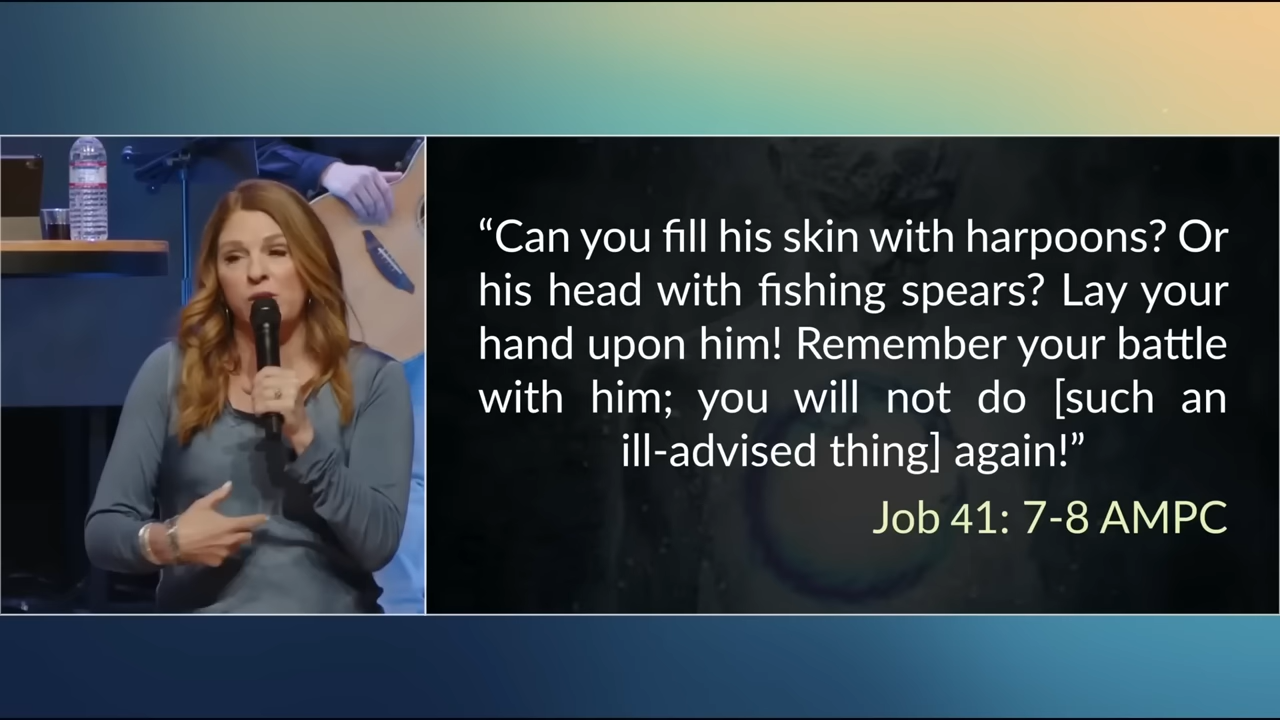 “Can you fill his skin with harpoons? Or
his head with fishing spears? Lay your
hand upon him! Remember your battle
with him; you will not do [such an
ill-advised thing] again!”
Job 41: 7-8 AMPC